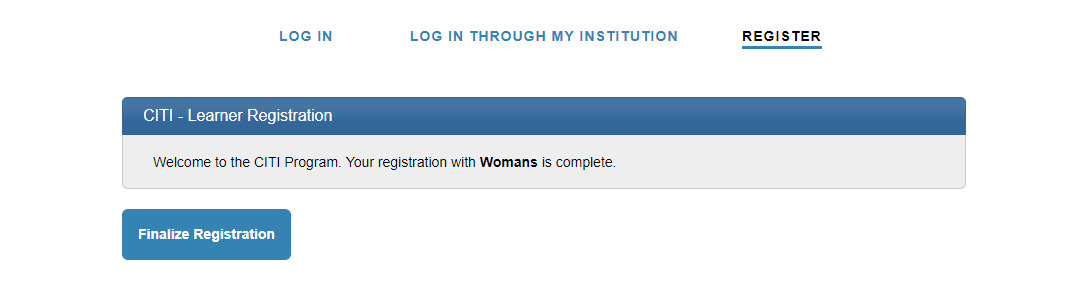 LOG IN LOG IN THROUGH MY INSTITUTION REGISTER
CITI - Learner Registration
Welcome to the CITI Program. Your registration with Womans is complete.
Finalize Registration